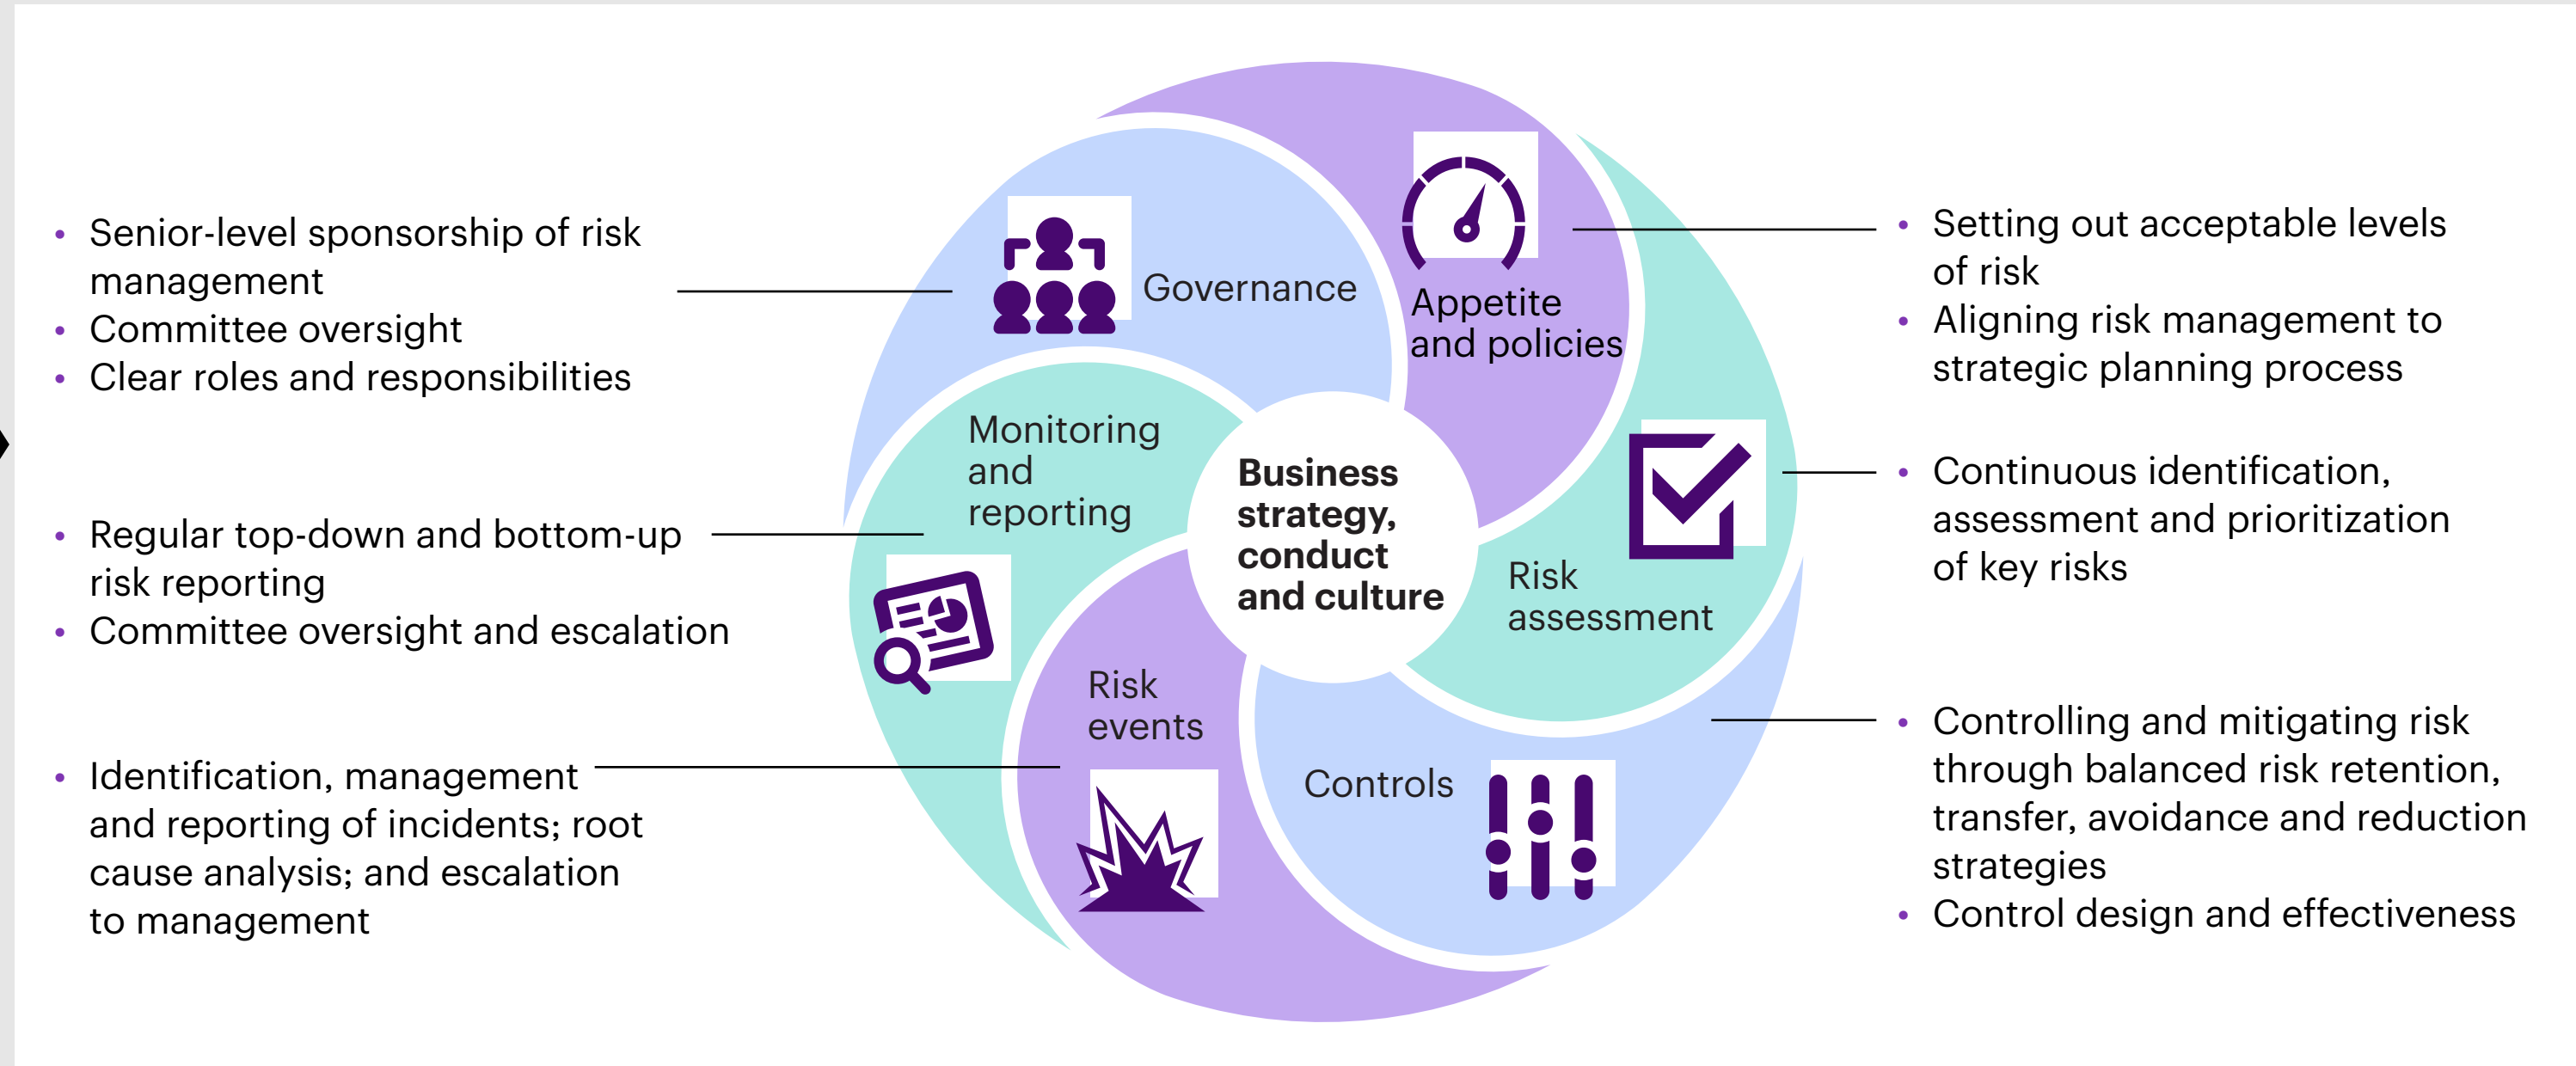 • Senior-level sponsorship of risk
management
• Committee oversight
• Clear roles and responsibilities
• Regular top-down and bottom-up
risk reporting
• Committee oversight and escalation
• Identification, management
and reporting of incidents; root
cause analysis; and escalation
to management
Governance
Appetite
and policies
Monitoring
and
reporting
Business
strategy,
conduct
and culture
Risk
assessment
Risk
events
Controls
• Setting out acceptable levels
of risk
• Aligning risk management to
strategic planning process
• Continuous identification,
assessment and prioritization
of key risks
• Controlling and mitigating risk
through balanced risk retention,
transfer, avoidance and reduction
strategies
• Control design and effectiveness